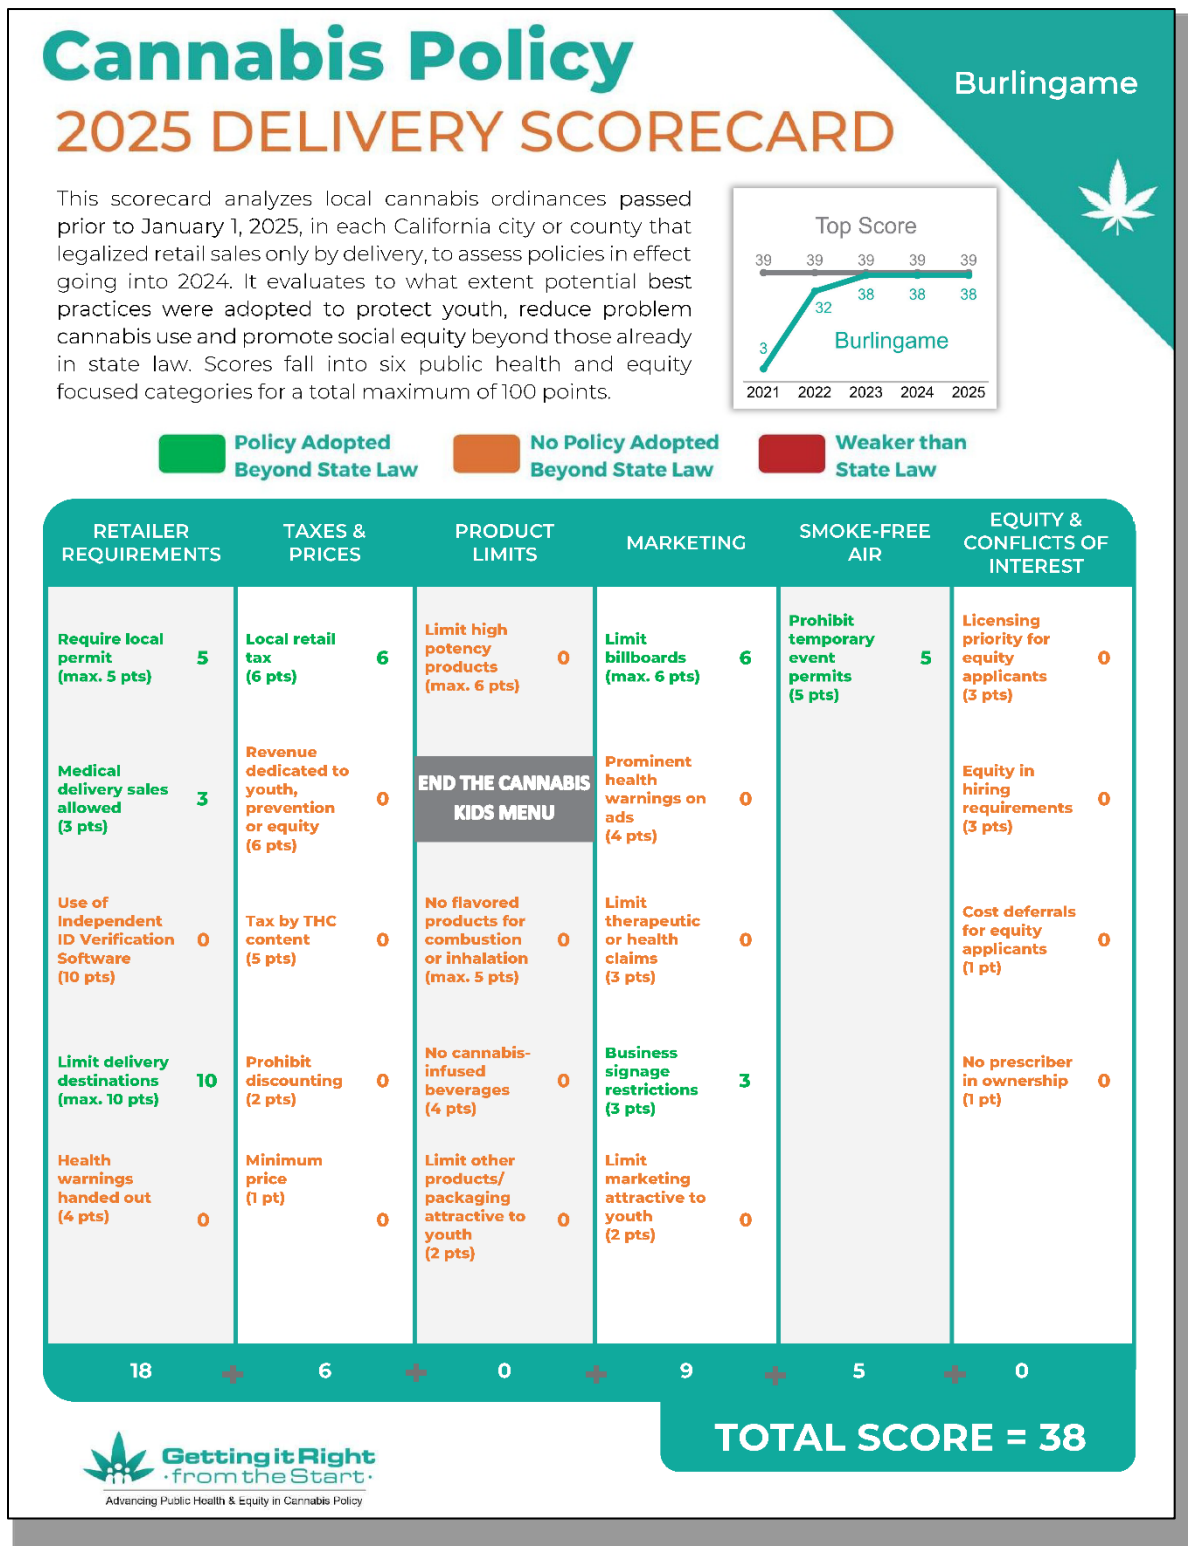 Cannabis Policy
2025 DELIVERY SCORECARD
Burlingame
This scorecard analyzes local cannabis ordinances passed
prior to January 1, 2025, in each California city or county that
legalized retail sales only by delivery, to assess policies in effect
going into 2024. It evaluates to what extent potential best
practices were adopted to protect youth, reduce problem
cannabis use and promote social equity beyond those already
in state law. Scores fall into six public health and equity
focused categories for a total maximum of 100 points.
Top Score
39 39 39 39 39
3 32 38 38 38
Burlingame
2021 2022 2023 2024 2025
Policy Adopted
Beyond State Law
No Policy Adopted
Beyond State Law
Weaker than
State Law
RETAILER
REQUIREMENTS
Require local
permit
(max. 5 pts)
5
Medical
delivery sales
allowed
(3 pts)
3
Use of
Independent
ID Verification
Software
(10 pts)
0
Limit delivery
destinations
(max. 10 pts)
10
Health
warnings
handed out
(4 pts)
0
18
TAXES &
PRICES
Local retail
tax
(6 pts)
6
Revenue
dedicated to
youth,
prevention
or equity
(6 pts)
0
Tax by THC
content
(5 pts)
0
Prohibit
discounting
(2 pts)
0
Minimum
price
(1 pt)
0
+
6
PRODUCT
LIMITS
Limit high
potency
products
(max. 6 pts)
0
END THE CANNABIS
KIDS MENU
No flavored
products for
combustion
or inhalation
(max. 5 pts)
0
No cannabis-
infused
beverages
(4 pts)
0
Limit other
products/
packaging
attractive to
youth
(2 pts)
0
+
0
MARKETING
Limit
billboards
(max. 6 pts)
6
Prominent
health
warnings on
ads
(4 pts)
0
Limit
therapeutic
or health
claims
(3 pts)
0
Business
signage
restrictions
(3 pts)
3
Limit
marketing
attractive to
youth
(2 pts)
0
+
9
SMOKE-FREE
AIR
Prohibit
temporary
event
permits
(5 pts)
5
+
5
EQUITY &
CONFLICTS OF
INTEREST
Licensing
priority for
equity
applicants
(3 pts)
0
Equity in
hiring
requirements
(3 pts)
0
Cost deferrals
for equity
applicants
(1 pt)
0
No prescriber
in ownership
(1 pt)
0
+
0
TOTAL SCORE = 38
Getting it Right
·from the Start·
Advancing Public Health & Equity in Cannabis Policy